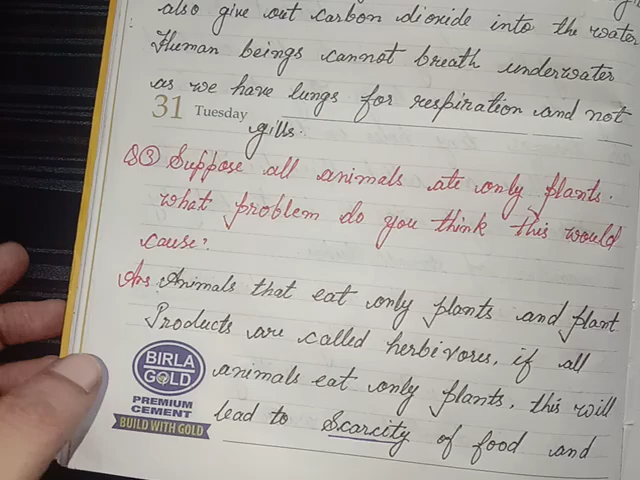 also give out carbon dioxide into the water
Human beings cannot breath underwater
as we have lungs for respiration and not
31 Tuesday
gills.
Q③ Suppose all animals ate only plants.
what problem do you think this would
cause?
Ans Animals that eat only plants and plant
Products are called herbivores, if all
animals eat only plants, this will
lead to Scarcity of food and
BIRLA
GOLD
PREMIUM
CEMENT
BUILD WITH GOLD